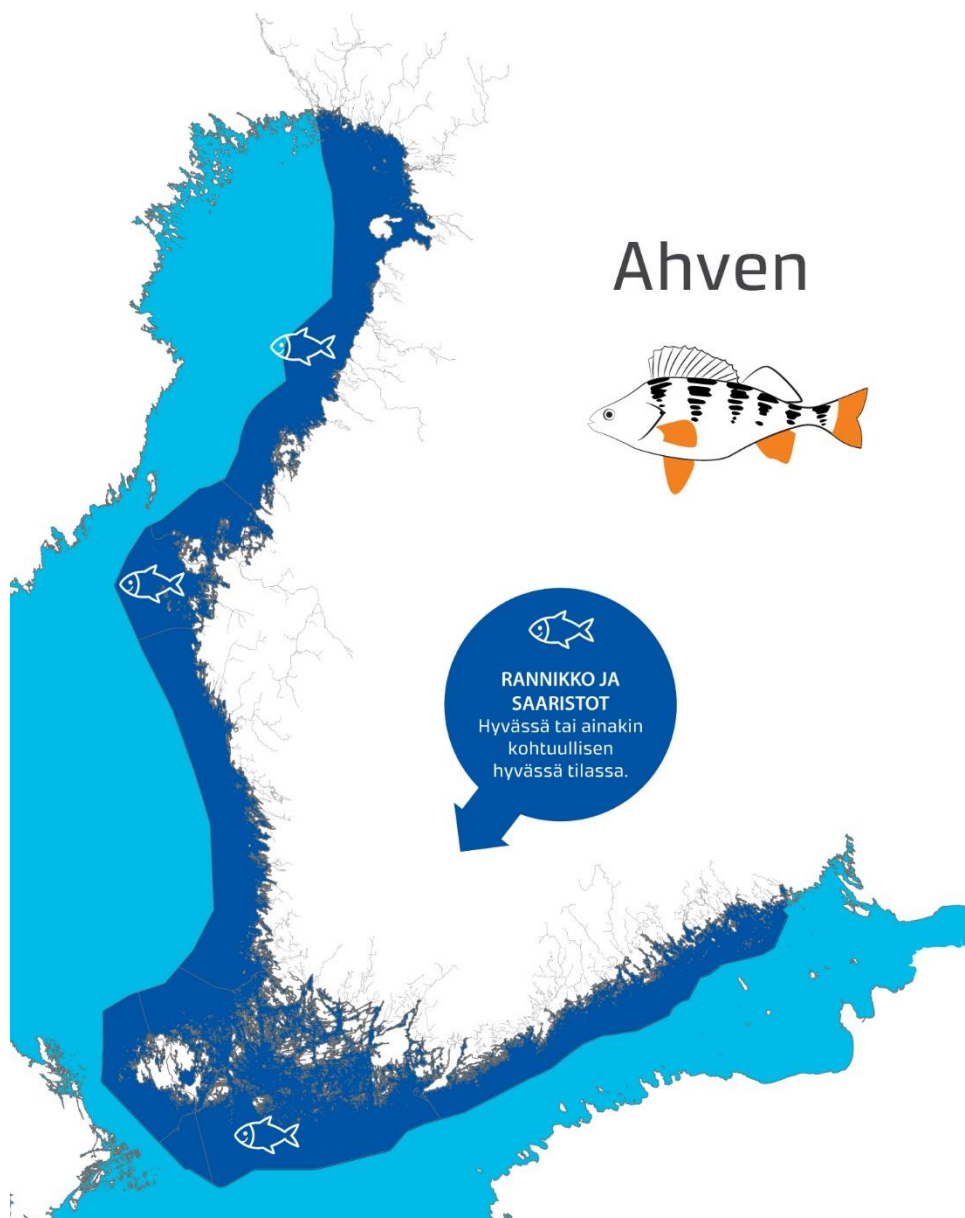 Ahven
RANNIKKO JA
SAARISTOT
Hyvässä tai ainakin
kohtuullisen
hyvässä tilassa.